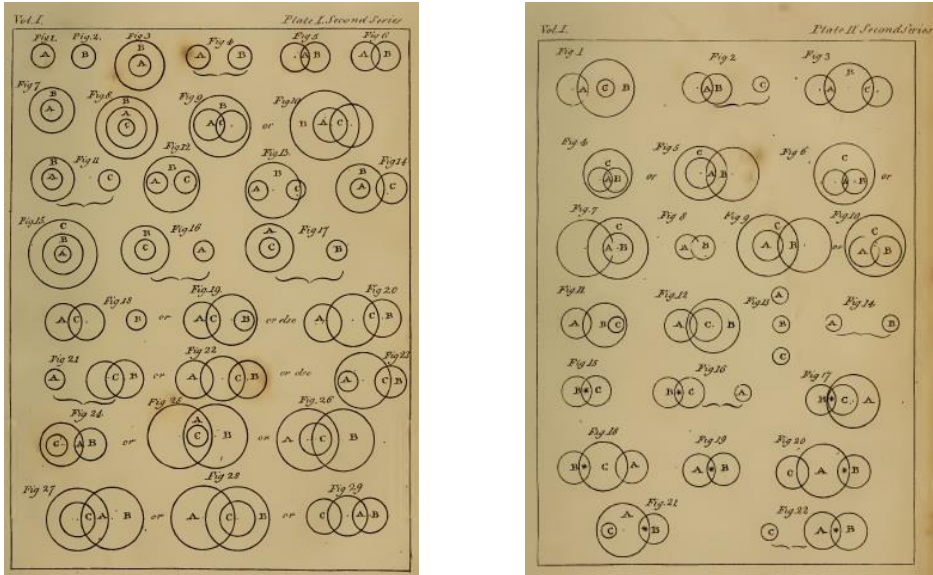 Vol. I. Plate I. Second Series
Fig 1. Fig. 2. Fig 3 Fig 4 Fig 5 Fig 6
A B B A A B A B A B
Fig 7 Fig 8. Fig 9 or Fig 10
B A B A C B A C B A C
Fig 11 Fig 12 Fig 13. Fig 14
B A C B A C B A C B A C
Fig 15 Fig 16 Fig 17
C B A B C A A C B
Fig 18 or Fig 19. or else Fig 20
A C B A C B A C B
Fig 21 or Fig 22 or else Fig 23
A C B A C B A C B
Fig 24 or Fig 25 or Fig 26
C A B A C B A C B
Fig 27 or Fig 28 or Fig 29
C A B A C B C A B
Vol. I. Plate II Second Series
Fig. 1 Fig 2 Fig 3
A C B A B C A B C
Fig 4 or Fig 5 Fig 6 or
C A B C A B C A B
Fig. 7 Fig 8 Fig 9 or Fig 10
C A B A B C A B C A B
Fig 11 Fig. 12 Fig 13 Fig 14
A B C A C B A B C A B
Fig 15 Fig 16 Fig 17
B * C B * C A B * C A
Fig 18 Fig 19 Fig 20
B * C A A * B C A * B
Fig 21 Fig 22
C A * B C A * B